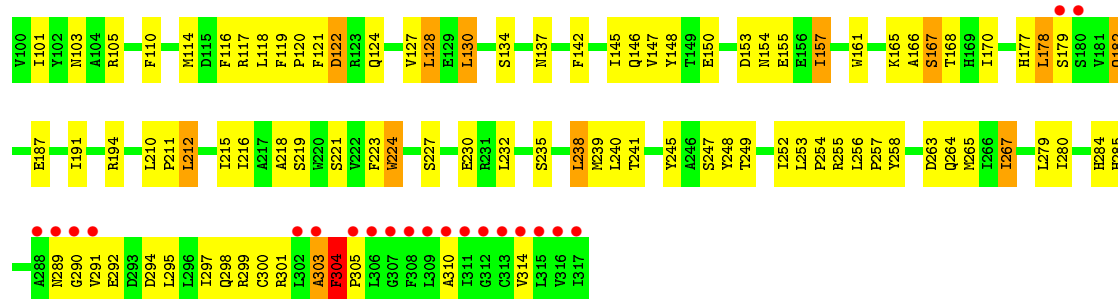 V100 I101 Y102 N103 A104 R105 F110 M114 D115 F116 R117 L118 F119 P120 F121 D122 R123 Q124 V127 L128 E129 L130 S134 N137 F142 I145 Q146 V147 Y148 T149 E150 D153 N154 E155 E156 I157 W161 K165 A166 S167 T168 H169 I170 H177 L178 S179 S180 V181
E187 I191 R194 L210 P211 L212 I215 I216 A217 A218 S219 W220 S221 V222 F223 W224 S227 E230 R231 L232 S235 L238 M239 L240 T241 Y245 A246 S247 Y248 T249 I252 L253 P254 R255 L256 P257 Y258 D263 Q264 M265 I266 I267 L279 I280 H284 H285
A288 N289 G290 V291 E292 D293 D294 L295 L296 I297 Q298 R299 C300 R301 L302 A303 F304 P305 L306 G307 F308 L309 A310 I311 G312 C313 V314 L315 V316 I317